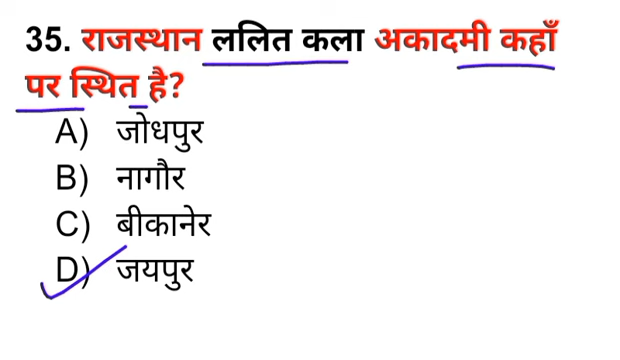 35. राजस्थान ललित कला अकादमी कहाँ
पर स्थित है?
A) जोधपुर
B) नागौर
C) बीकानेर
D) जयपुर